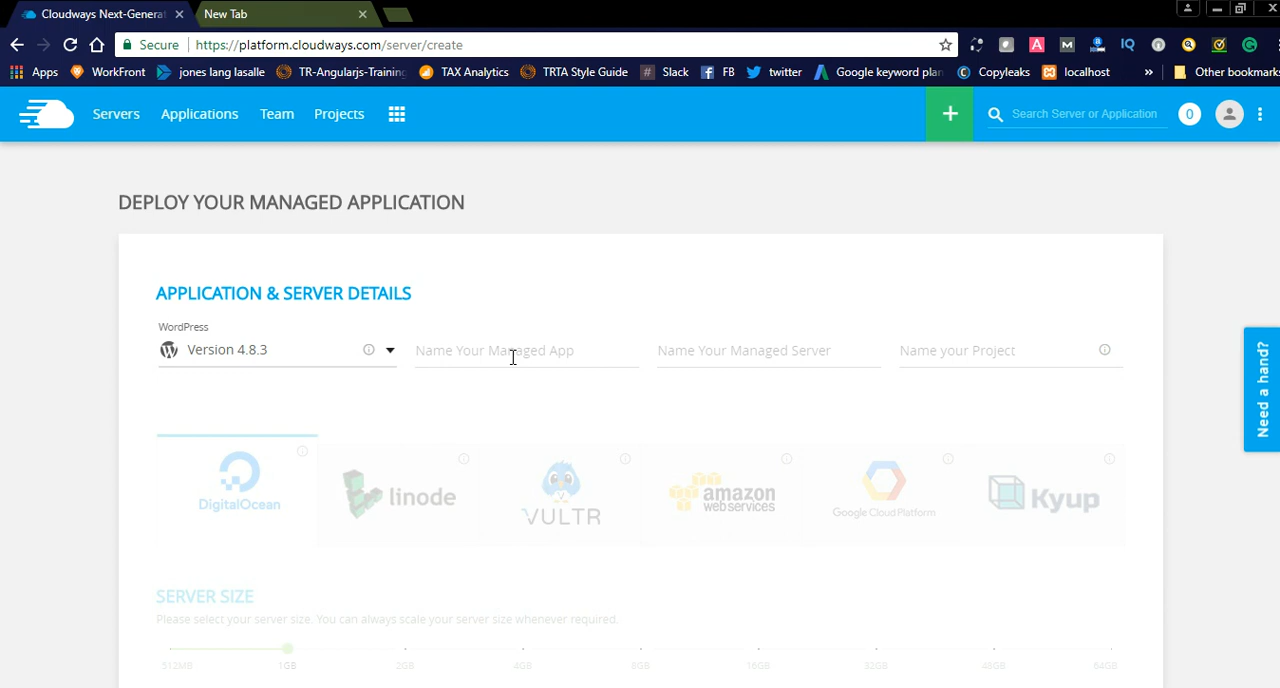 Cloudways Next-Genera
New Tab
Secure
https://platform.cloudways.com/server/create
A
M
IQ
Apps
WorkFront
jones lang lasalle
TR-Angularjs-Training
TAX Analytics
TRTA Style Guide
# Slack
FB
twitter
Google keyword plan
Copyleaks
localhost
»
Other bookmarks
Servers
Applications
Team
Projects
+
Search Server or Application
0
DEPLOY YOUR MANAGED APPLICATION
APPLICATION & SERVER DETAILS
WordPress
Version 4.8.3
Name Your Managed App
Name Your Managed Server
Name your Project
Need a hand?
DigitalOcean
linode
VULTR
amazon
webservices
Google Cloud Platform
Kyup
SERVER SIZE
Please select your server size. You can always scale your server size whenever required.
512MB
1GB
2GB
4GB
8GB
16GB
32GB
48GB
64GB